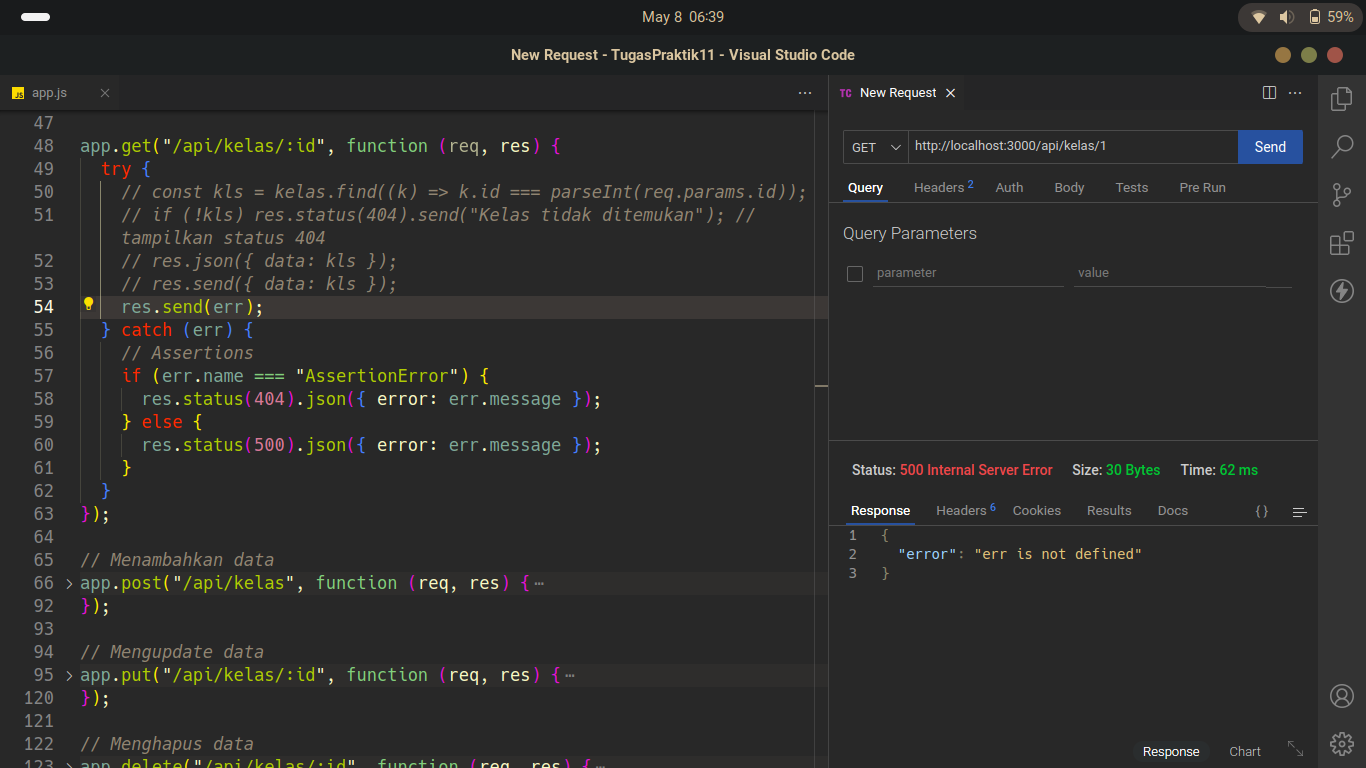 May 8 06:39
59%
New Request - TugasPraktik11 - Visual Studio Code
JS app.js
47
48 app.get("/api/kelas/:id", function (req, res) {
49 try {
50 // const kls = kelas.find((k) => k.id === parseInt(req.params.id));
51 // if (!kls) res.status(404).send("Kelas tidak ditemukan"); //
tampilkan status 404
52 // res.json({ data: kls });
53 // res.send({ data: kls });
54 res.send(err);
55 } catch (err) {
56 // Assertions
57 if (err.name === "AssertionError") {
58 res.status(404).json({ error: err.message });
59 } else {
60 res.status(500).json({ error: err.message });
61 }
62 }
63 });
64
65 // Menambahkan data
66 app.post("/api/kelas", function (req, res) { ⋯
92 });
93
94 // Mengupdate data
95 app.put("/api/kelas/:id", function (req, res) { ⋯
120 });
121
122 // Menghapus data
123 app.delete("/api/kelas/:id", function (req, res) { ⋯
TC New Request
GET http://localhost:3000/api/kelas/1 Send
Query Headers 2 Auth Body Tests Pre Run
Query Parameters
parameter value
Status: 500 Internal Server Error Size: 30 Bytes Time: 62 ms
Response Headers 6 Cookies Results Docs {}
1 {
2 "error": "err is not defined"
3 }
Response Chart